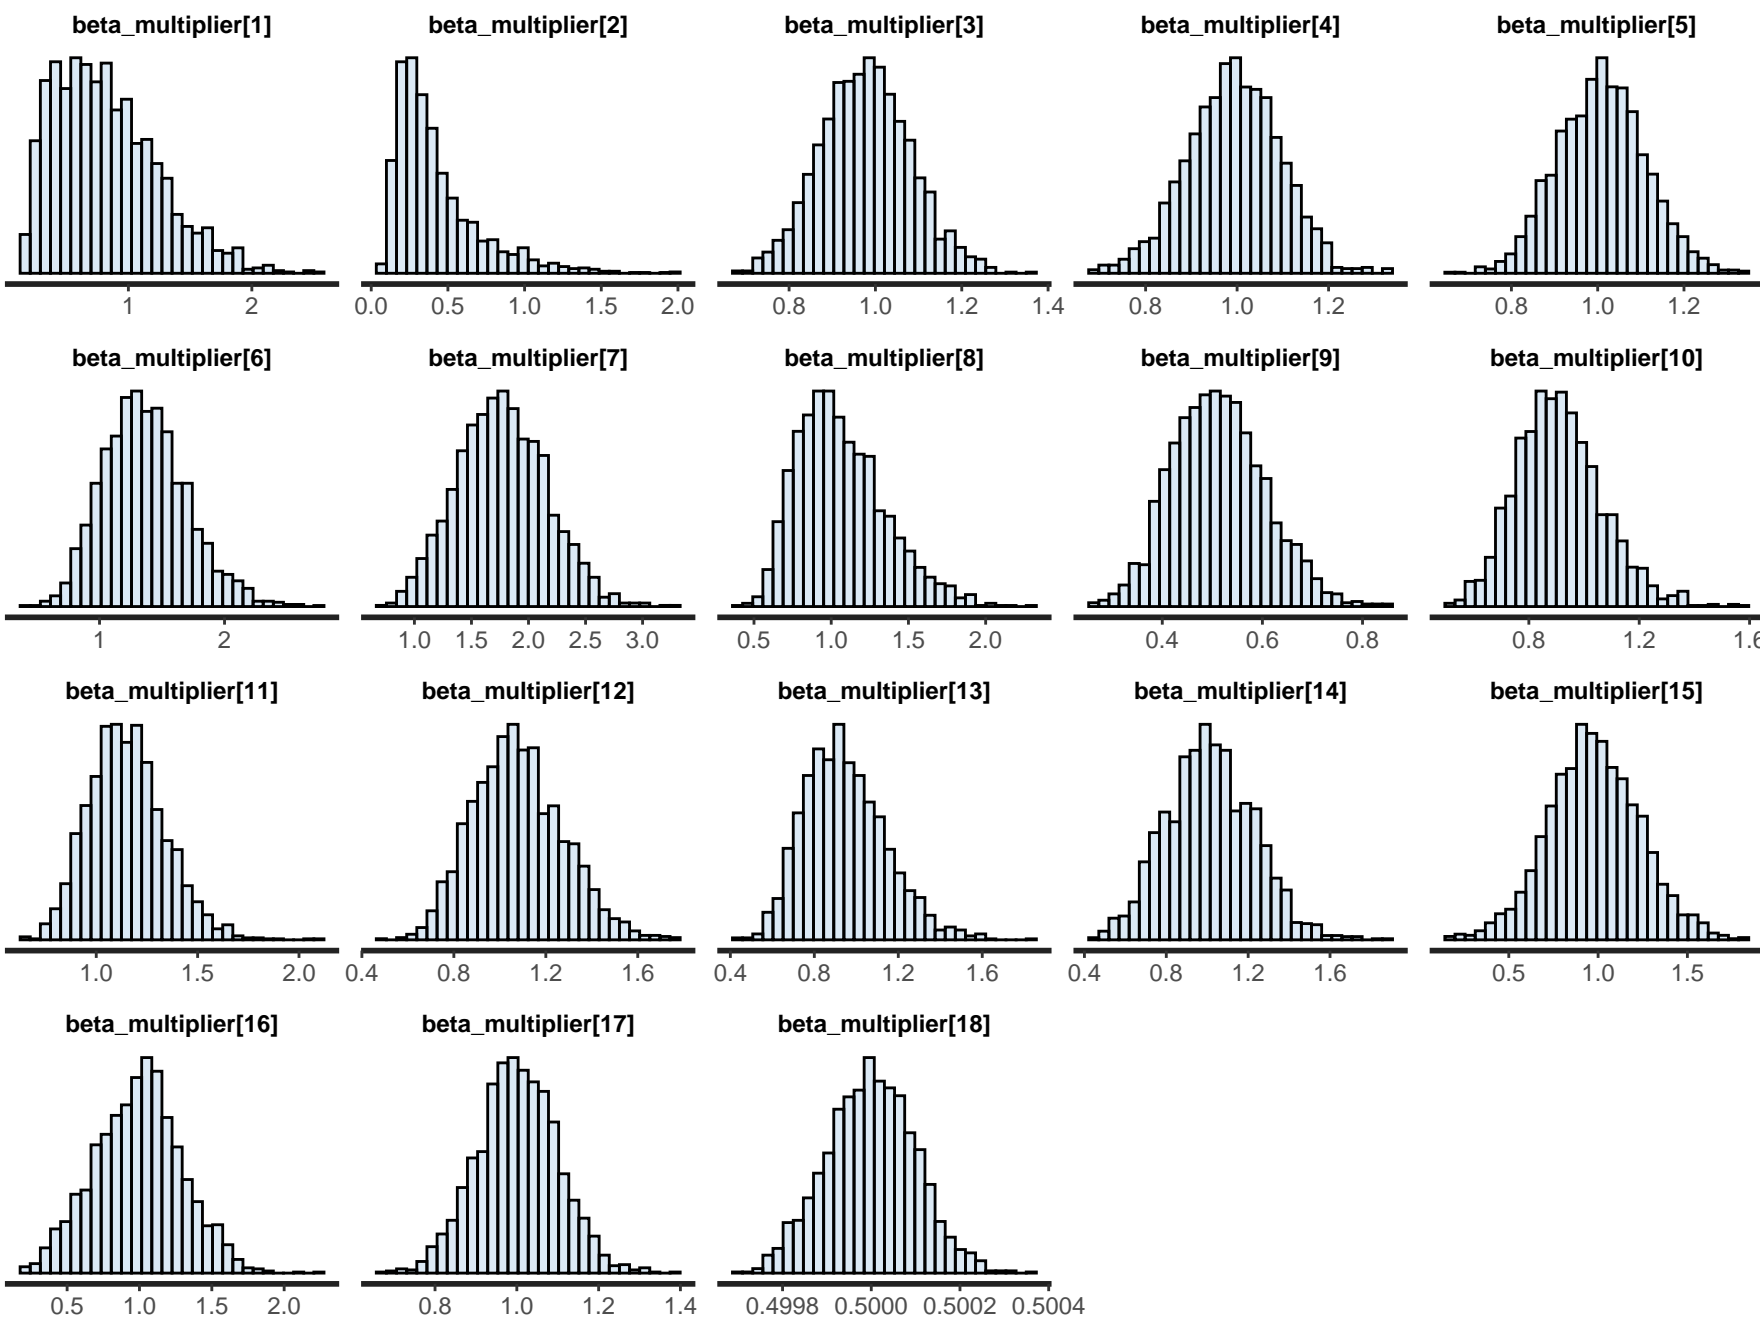 beta_multiplier[1] beta_multiplier[2] beta_multiplier[3] beta_multiplier[4] beta_multiplier[5]
1 2 0.0 0.5 1.0 1.5 2.0 0.8 1.0 1.2 1.4 0.8 1.0 1.2 0.8 1.0 1.2
beta_multiplier[6] beta_multiplier[7] beta_multiplier[8] beta_multiplier[9] beta_multiplier[10]
1 2 1.0 1.5 2.0 2.5 3.0 0.5 1.0 1.5 2.0 0.4 0.6 0.8 0.8 1.2 1.6
beta_multiplier[11] beta_multiplier[12] beta_multiplier[13] beta_multiplier[14] beta_multiplier[15]
1.0 1.5 2.0 0.4 0.8 1.2 1.6 0.4 0.8 1.2 1.6 0.4 0.8 1.2 1.6 0.5 1.0 1.5
beta_multiplier[16] beta_multiplier[17] beta_multiplier[18]
0.5 1.0 1.5 2.0 0.8 1.0 1.2 1.4 0.4998 0.5000 0.5002 0.5004